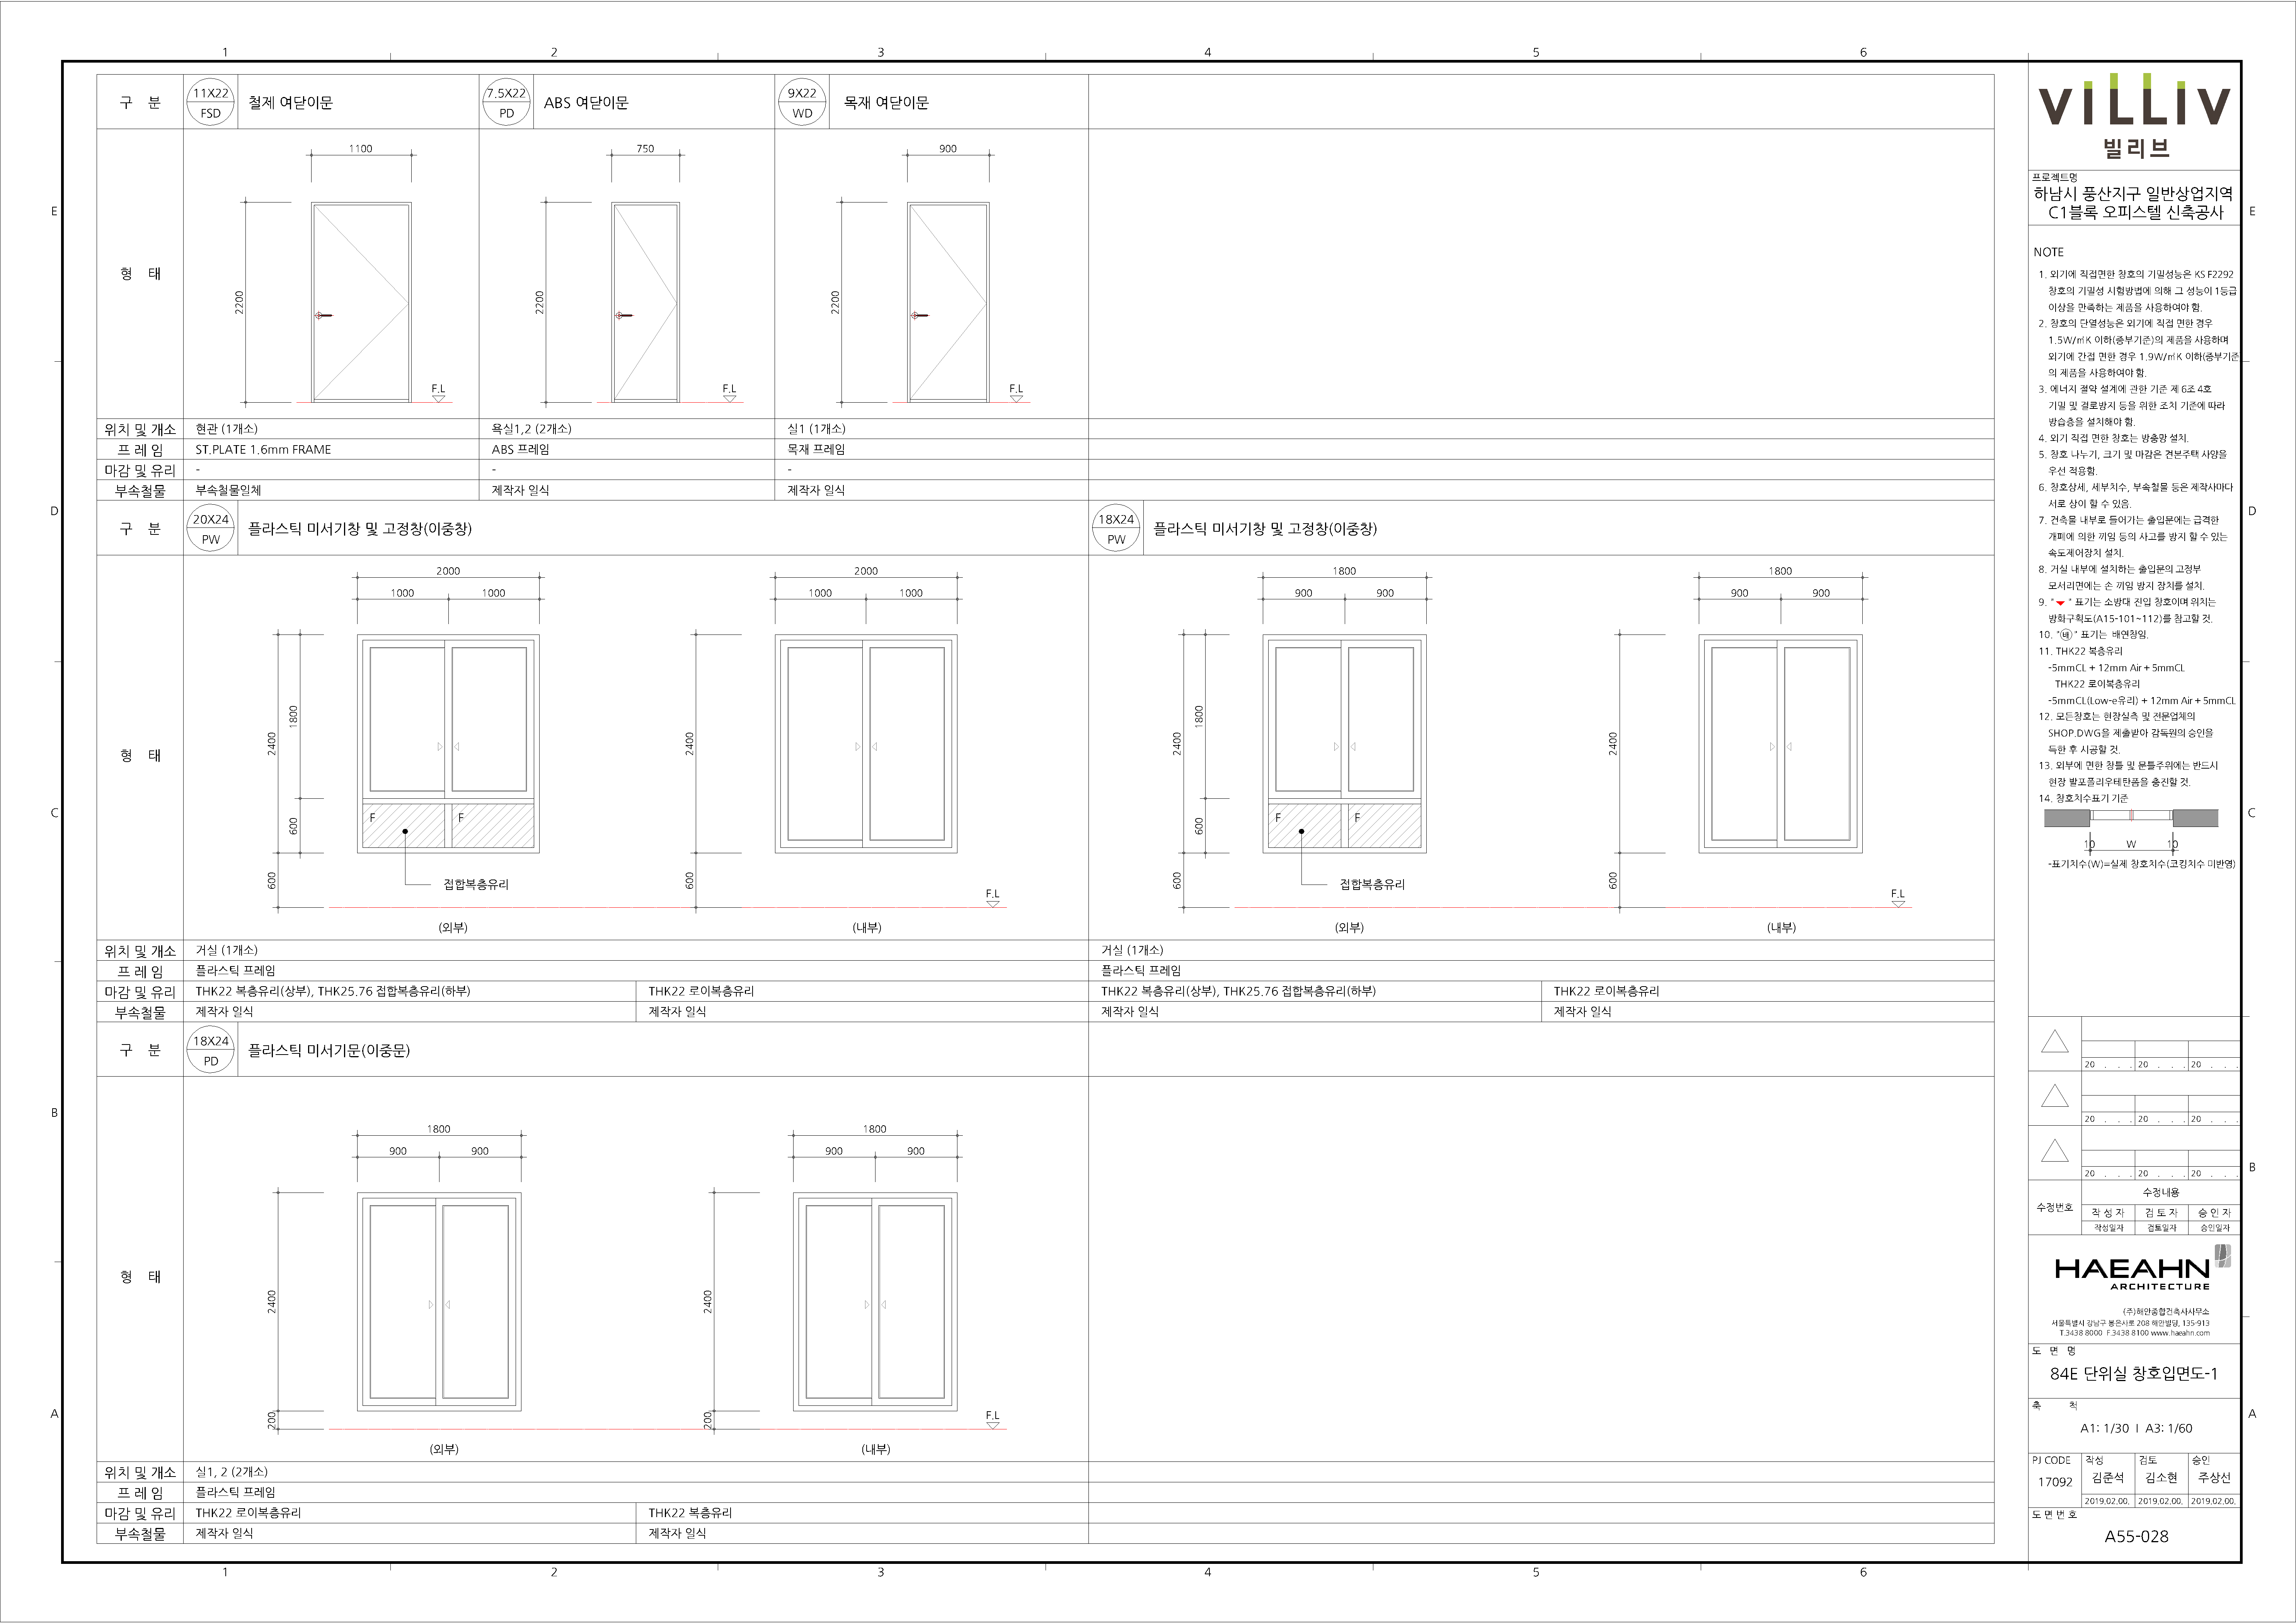 1 2 3 4 5 6
구 분
11X22
FSD
철제 여닫이문
7.5X22
PD
ABS 여닫이문
9X22
WD
목재 여닫이문
형 태
1100
2200
F.L
750
2200
F.L
900
2200
F.L
위치 및 개소 현관 (1개소) 욕실1,2 (2개소) 실1 (1개소)
프 레 임 ST.PLATE 1.6mm FRAME ABS 프레임 목재 프레임
마감 및 유리 - - -
부속철물 부속철물일체 제작자 일식 제작자 일식
구 분
20X24
PW
플라스틱 미서기창 및 고정창(이중창)
18X24
PW
플라스틱 미서기창 및 고정창(이중창)
형 태
2000
1000 1000
2400
1800
600
600
F F
접합복층유리
(외부)
2000
1000 1000
2400
600
F.L
(내부)
1800
900 900
2400
1800
600
600
F F
접합복층유리
(외부)
1800
900 900
2400
600
F.L
(내부)
위치 및 개소 거실 (1개소) 거실 (1개소)
프 레 임 플라스틱 프레임 플라스틱 프레임
마감 및 유리 THK22 복층유리(상부), THK25.76 접합복층유리(하부) THK22 로이복층유리 THK22 복층유리(상부), THK25.76 접합복층유리(하부) THK22 로이복층유리
부속철물 제작자 일식 제작자 일식 제작자 일식 제작자 일식
구 분
18X24
PD
플라스틱 미서기문(이중문)
형 태
1800
900 900
2400
200
(외부)
1800
900 900
2400
200
F.L
(내부)
위치 및 개소 실1, 2 (2개소)
프 레 임 플라스틱 프레임
마감 및 유리 THK22 로이복층유리 THK22 복층유리
부속철물 제작자 일식 제작자 일식
1 2 3 4 5 6
E
D
C
B
A
E
D
C
B
A
VILLIV
빌리브
프로젝트명
하남시 풍산지구 일반상업지역
C1블록 오피스텔 신축공사
NOTE
1. 외기에 직접면한 창호의 기밀성능은 KS F2292
창호의 기밀성 시험방법에 의해 그 성능이 1등급
이상을 만족하는 제품을 사용하여야 함.
2. 창호의 단열성능은 외기에 직접 면한 경우
1.5W/㎡K 이하(중부기준)의 제품을 사용하며
외기에 간접 면한 경우 1.9W/㎡K 이하(중부기준
의 제품을 사용하여야 함.
3. 에너지 절약 설계에 관한 기준 제 6조 4호
기밀 및 결로방지 등을 위한 조치 기준에 따라
방습층을 설치해야 함.
4. 외기 직접 면한 창호는 방충망 설치.
5. 창호 나누기, 크기 및 마감은 견본주택 사양을
우선 적용함.
6. 창호상세, 세부치수, 부속철물 등은 제작사마다
서로 상이 할 수 있음.
7. 건축물 내부로 들어가는 출입문에는 급격한
개폐에 의한 끼임 등의 사고를 방지 할 수 있는
속도제어장치 설치.
8. 거실 내부에 설치하는 출입문의 고정부
모서리면에는 손 끼임 방지 장치를 설치.
9. "▼" 표기는 소방대 진입 창호이며 위치는
방화구획도(A15-101~112)를 참고할 것.
10. "배" 표기는 배연창임.
11. THK22 복층유리
-5mmCL + 12mm Air + 5mmCL
THK22 로이복층유리
-5mmCL(Low-e유리) + 12mm Air + 5mmCL
12. 모든창호는 현장실측 및 전문업체의
SHOP.DWG을 제출받아 감독원의 승인을
득한 후 시공할 것.
13. 외부에 면한 창틀 및 문틀주위에는 반드시
현장 발포폴리우레탄폼을 충진할 것.
14. 창호치수표기 기준
10 W 10
-표기치수(W)=실제 창호치수(코킹치수 미반영)
20 . . . 20 . . . 20 . . .
20 . . . 20 . . . 20 . . .
20 . . . 20 . . . 20 . . .
수정번호
수정내용
작 성 자 검 토 자 승 인 자
작성일자 검토일자 승인일자
HAEAHN
ARCHITECTURE
(주)해안종합건축사사무소
서울특별시 강남구 봉은사로 208 해안빌딩, 135-913
T.3438 8000 F.3438 8100 www.haeahn.com
도 면 명
84E 단위실 창호입면도-1
축 척
A1: 1/30 I A3: 1/60
PJ CODE 작성 검토 승인
17092 김준석 김소현 주상선
2019.02.00. 2019.02.00. 2019.02.00.
도 면 번 호
A55-028